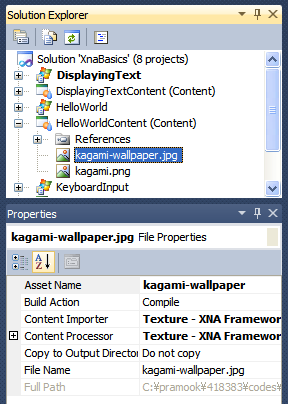 Solution Explorer
Solution 'XnaBasics' (8 projects)
DisplayingText
DisplayingTextContent (Content)
HelloWorld
HelloWorldContent (Content)
References
kagami-wallpaper.jpg
kagami.png
KeyboardInput
Properties
kagami-wallpaper.jpg File Properties
Asset Name kagami-wallpaper
Build Action Compile
Content Importer Texture - XNA Framewor
Content Processor Texture - XNA Framewor
Copy to Output Director Do not copy
File Name kagami-wallpaper.jpg
Full Path C:\pramook\418383\codes\